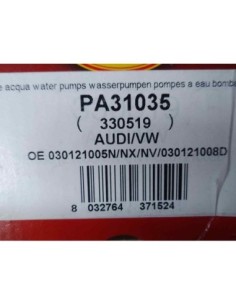 e acqua water pumps wasserpumpen pompes a eau bomba
PA31035
( 330519 )
AUDI/VW
OE 030121005N/NX/NV/030121008D
8 032764 371524